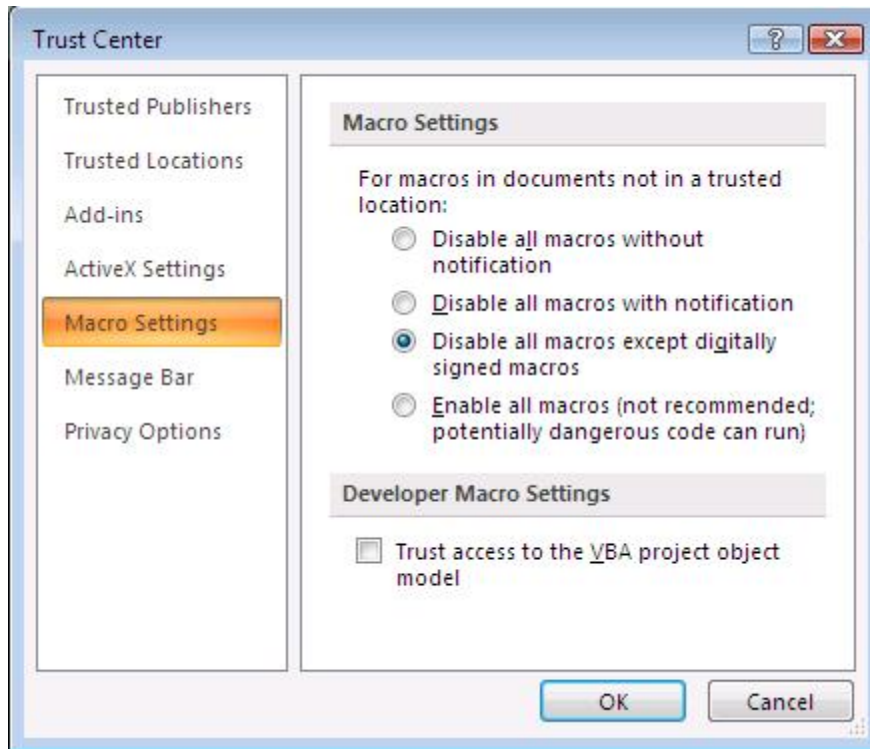 Trust Center
Trusted Publishers
Trusted Locations
Add-ins
ActiveX Settings
Macro Settings
Message Bar
Privacy Options
Macro Settings
For macros in documents not in a trusted
location:
Disable all macros without
notification
Disable all macros with notification
Disable all macros except digitally
signed macros
Enable all macros (not recommended;
potentially dangerous code can run)
Developer Macro Settings
Trust access to the VBA project object
model
OK
Cancel